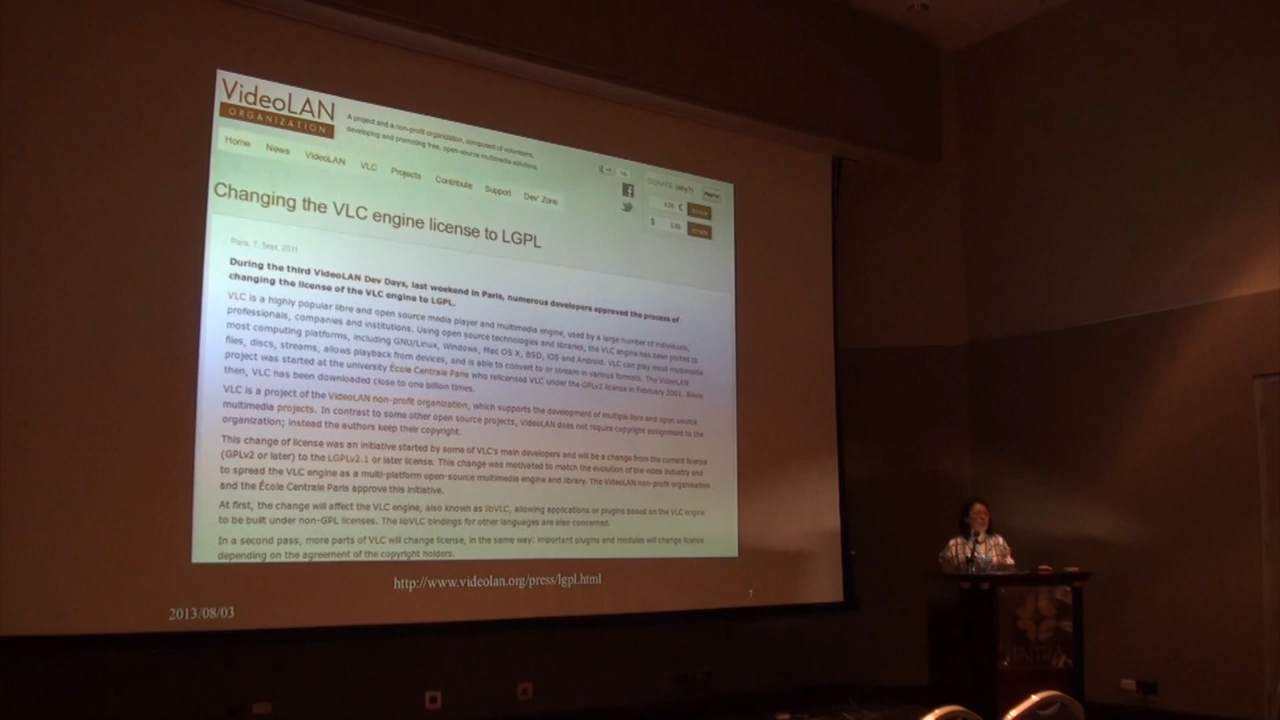 VideoLAN
ORGANIZATION
A project and a non-profit organization, composed of volunteers,
developing and promoting free, open-source multimedia solutions.
Home News VideoLAN VLC Projects Contribute Support Dev' Zone
DONATE (why?)
PayPal
€
$
Changing the VLC engine license to LGPL
Paris, 7. Sept. 2011
During the third VideoLAN Dev Days, last weekend in Paris, numerous developers approved the process of
changing the license of the VLC engine to LGPL.
VLC is a highly popular libre and open source media player and multimedia engine, used by a large number of individuals,
professionals, companies and institutions. Using open source technologies and libraries, the VLC engine has been ported to
most computing platforms, including GNU/Linux, Windows, Mac OS X, BSD, iOS and Android. VLC can play most multimedia
files, discs, streams, allows playback from devices, and is able to convert to or stream in various formats. The VideoLAN
project was started at the university École Centrale Paris who relicensed VLC under the GPLv2 license in February 2001. Since
then, VLC has been downloaded close to one billion times.
VLC is a project of the VideoLAN non-profit organization, which supports the development of multiple libre and open source
multimedia projects. In contrast to some other open source projects, VideoLAN does not require copyright assignment to the
organization; instead the authors keep their copyright.
This change of license was an initiative started by some of VLC's main developers and will be a change from the current license
(GPLv2 or later) to the LGPLv2.1 or later license. This change was motivated to match the evolution of the video industry and
to spread the VLC engine as a multi-platform open-source multimedia engine and library. The VideoLAN non-profit organisation
and the École Centrale Paris approve this initiative.
At first, the change will affect the VLC engine, also known as libVLC, allowing applications or plugins based on the VLC engine
to be built under non-GPL licenses. The libVLC bindings for other languages are also concerned.
In a second pass, more parts of VLC will change license, in the same way: important plugins and modules will change license
depending on the agreement of the copyright holders.
http://www.videolan.org/press/lgpl.html
7
2013/08/03